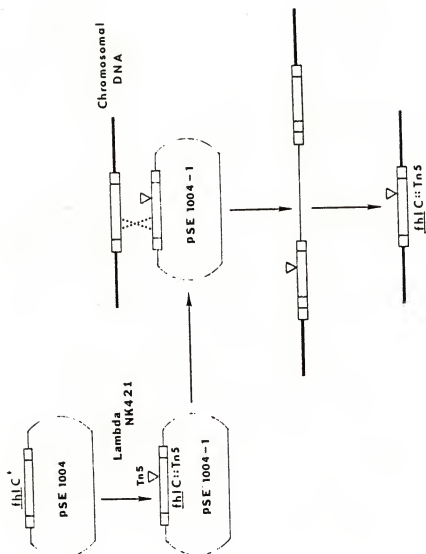 fhlC+
pSE 1004
Lambda
NK421
Tn5
fhlC::Tn5
pSE 1004-1
Chromosomal
DNA
pSE 1004-1
fhlC::Tn5